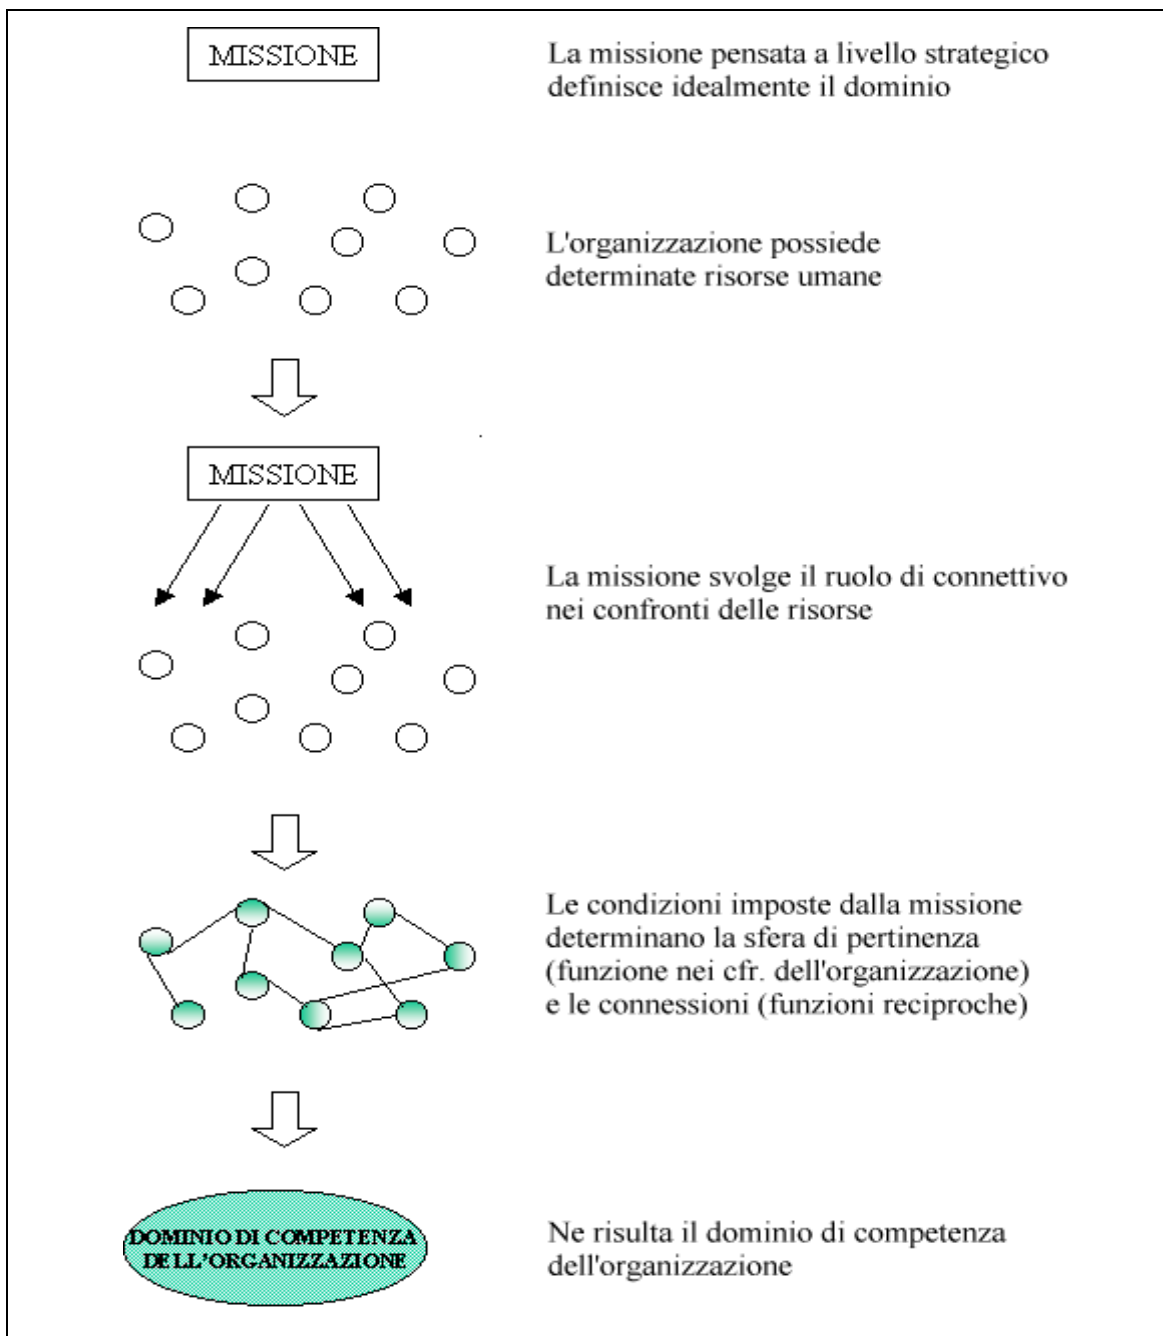 MISSIONE
La missione pensata a livello strategico
definisce idealmente il dominio
L'organizzazione possiede
determinate risorse umane
MISSIONE
La missione svolge il ruolo di connettivo
nei confronti delle risorse
Le condizioni imposte dalla missione
determinano la sfera di pertinenza
(funzione nei cfr. dell'organizzazione)
e le connessioni (funzioni reciproche)
DOMINIO DI COMPETENZA
DELL'ORGANIZZAZIONE
Ne risulta il dominio di competenza
dell'organizzazione